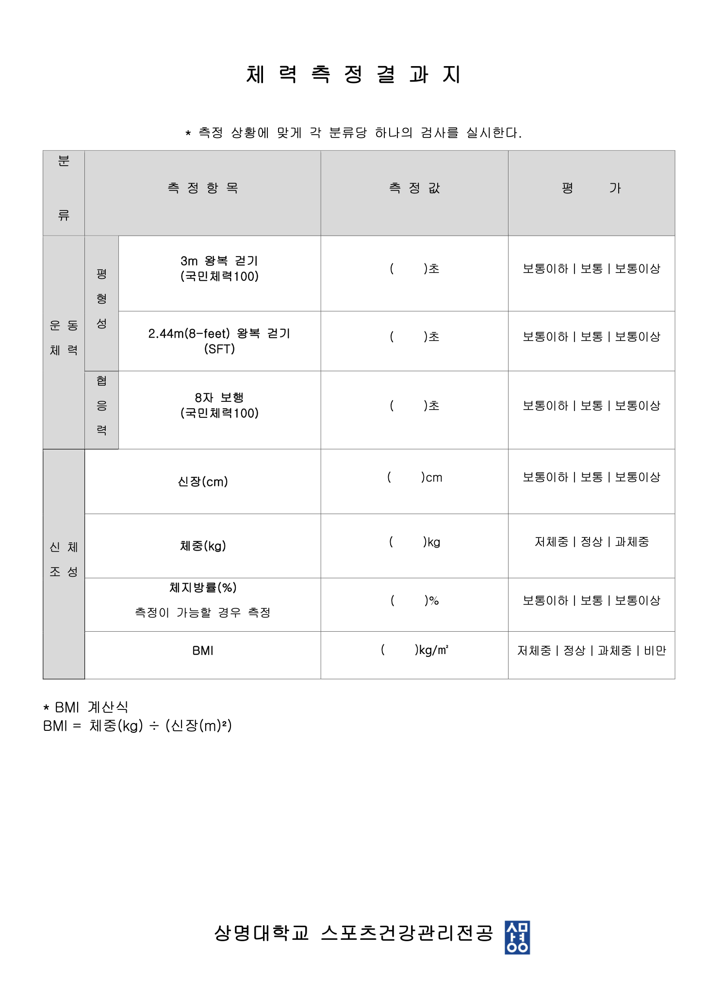 체 력 측 정 결 과 지
* 측정 상황에 맞게 각 분류당 하나의 검사를 실시한다.
분 류
측 정 항 목
측 정 값
평 가
운 동
체 력
평
형
성
3m 왕복 걷기
(국민체력100)
( )초
보통이하 | 보통 | 보통이상
2.44m(8-feet) 왕복 걷기
(SFT)
( )초
보통이하 | 보통 | 보통이상
협
응
력
8자 보행
(국민체력100)
( )초
보통이하 | 보통 | 보통이상
신 체
조 성
신장(cm)
( )cm
보통이하 | 보통 | 보통이상
체중(kg)
( )kg
저체중 | 정상 | 과체중
체지방률(%)
측정이 가능할 경우 측정
( )%
보통이하 | 보통 | 보통이상
BMI
( )kg/㎡
저체중 | 정상 | 과체중 | 비만
* BMI 계산식
BMI = 체중(kg) ÷ (신장(m)²)
상명대학교 스포츠건강관리전공
상명